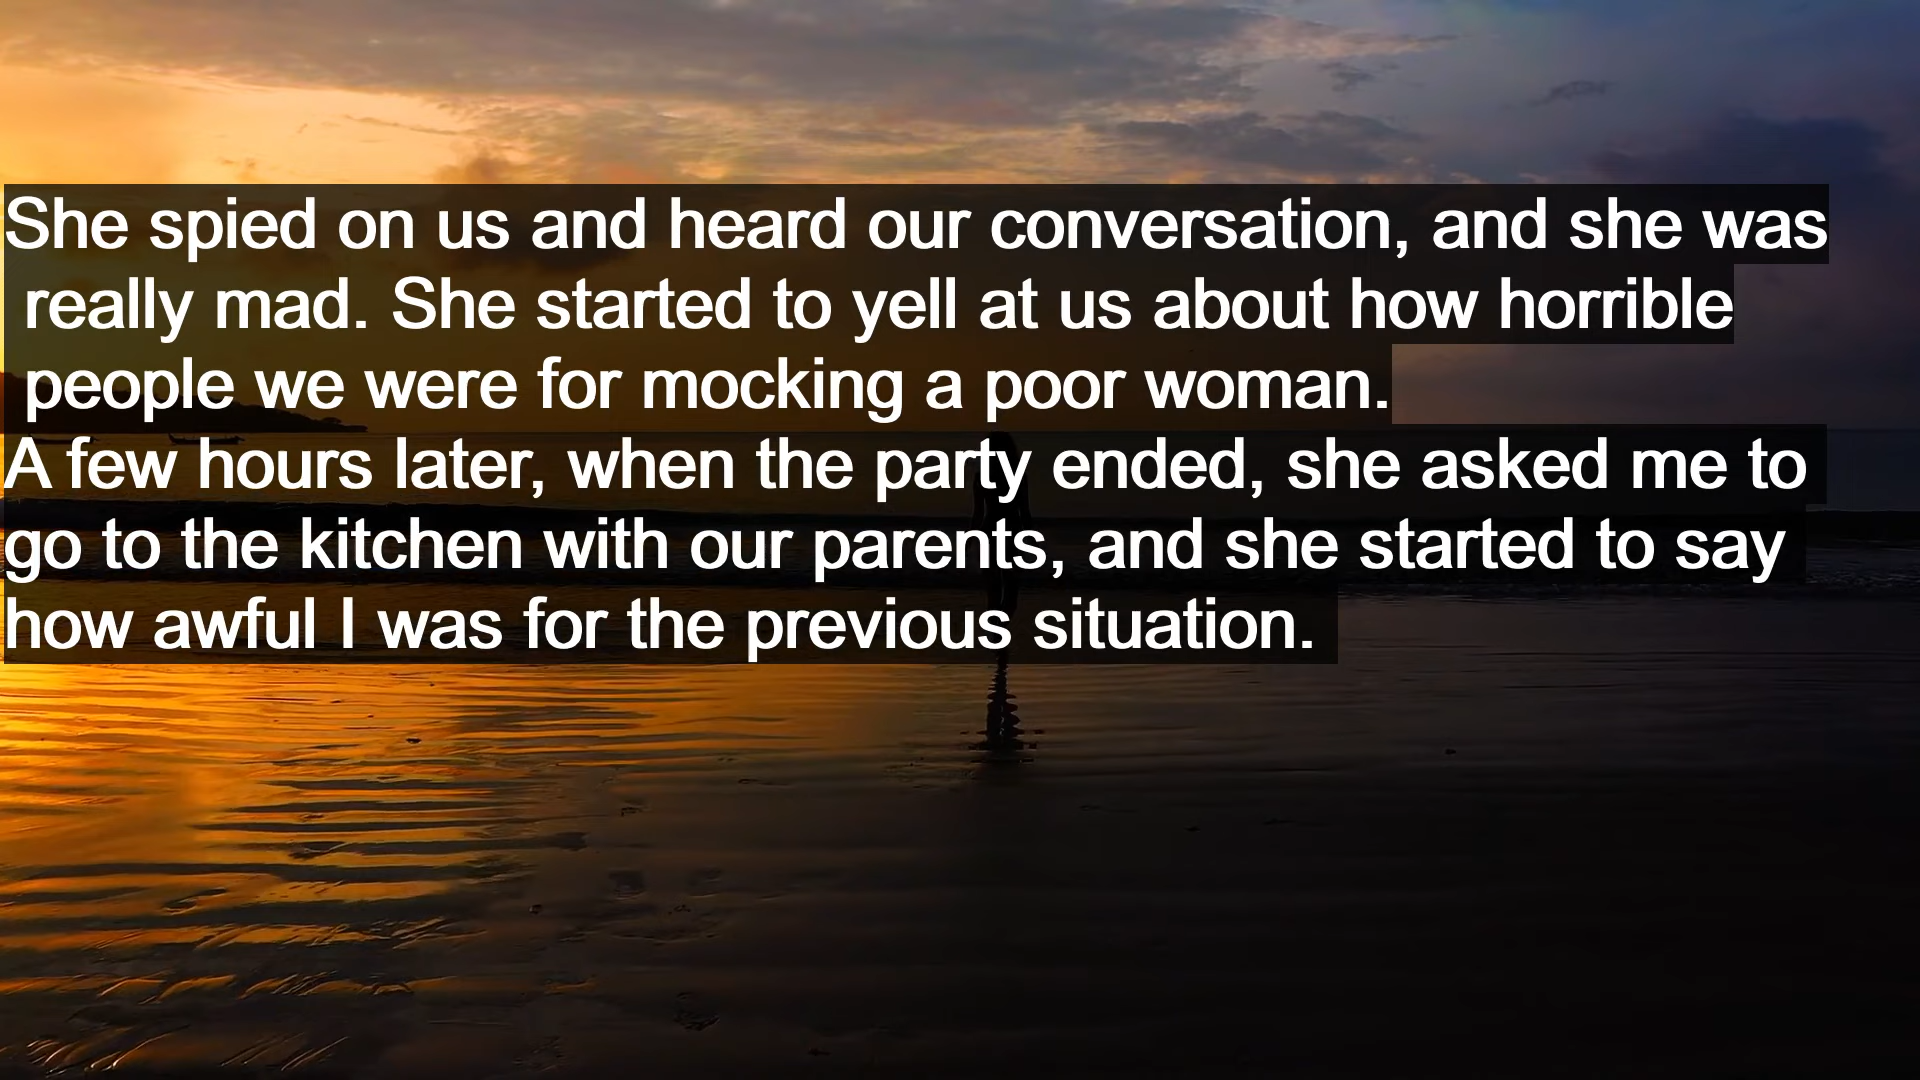 She spied on us and heard our conversation, and she was
really mad. She started to yell at us about how horrible
people we were for mocking a poor woman.
A few hours later, when the party ended, she asked me to
go to the kitchen with our parents, and she started to say
how awful I was for the previous situation.